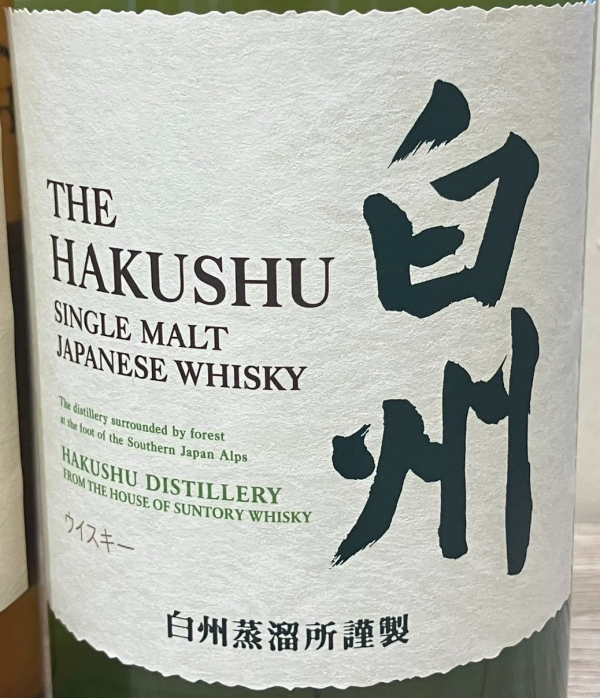 THE
HAKUSHU
SINGLE MALT
JAPANESE WHISKY
白州
The distillery surrounded by forest
at the foot of the Southern Japan Alps
HAKUSHU DISTILLERY
FROM THE HOUSE OF SUNTORY WHISKY
ウイスキー
白州蒸溜所謹製